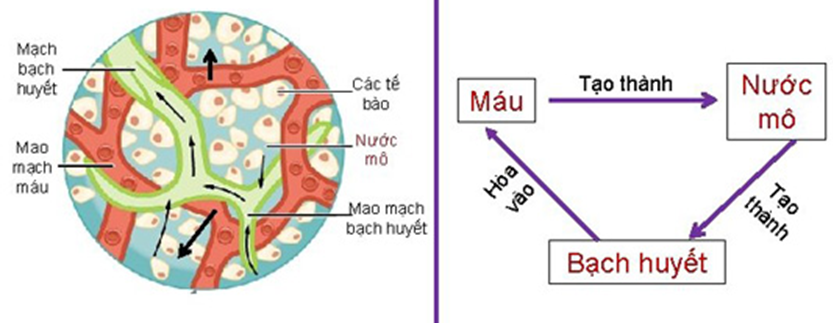 Mạch
bạch
huyết
Mao
mạch
máu
Các tế
bào
Nước
mô
Mao mạch
bạch huyết
Máu
Tạo thành
Nước
mô
Hòa
vào
Tạo
thành
Bạch huyết